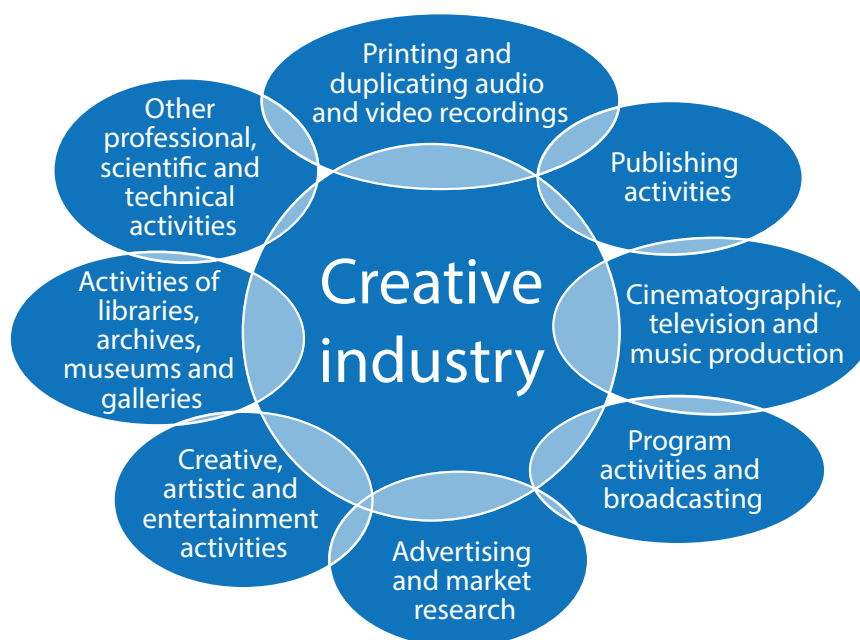 Printing and
duplicating audio
and video recordings
Publishing
activities
Cinematographic,
television and
music production
Program
activities and
broadcasting
Advertising
and market
research
Creative,
artistic and
entertainment
activities
Activities of
libraries,
archives,
museums and
galleries
Other
professional,
scientific and
technical
activities
Creative
industry